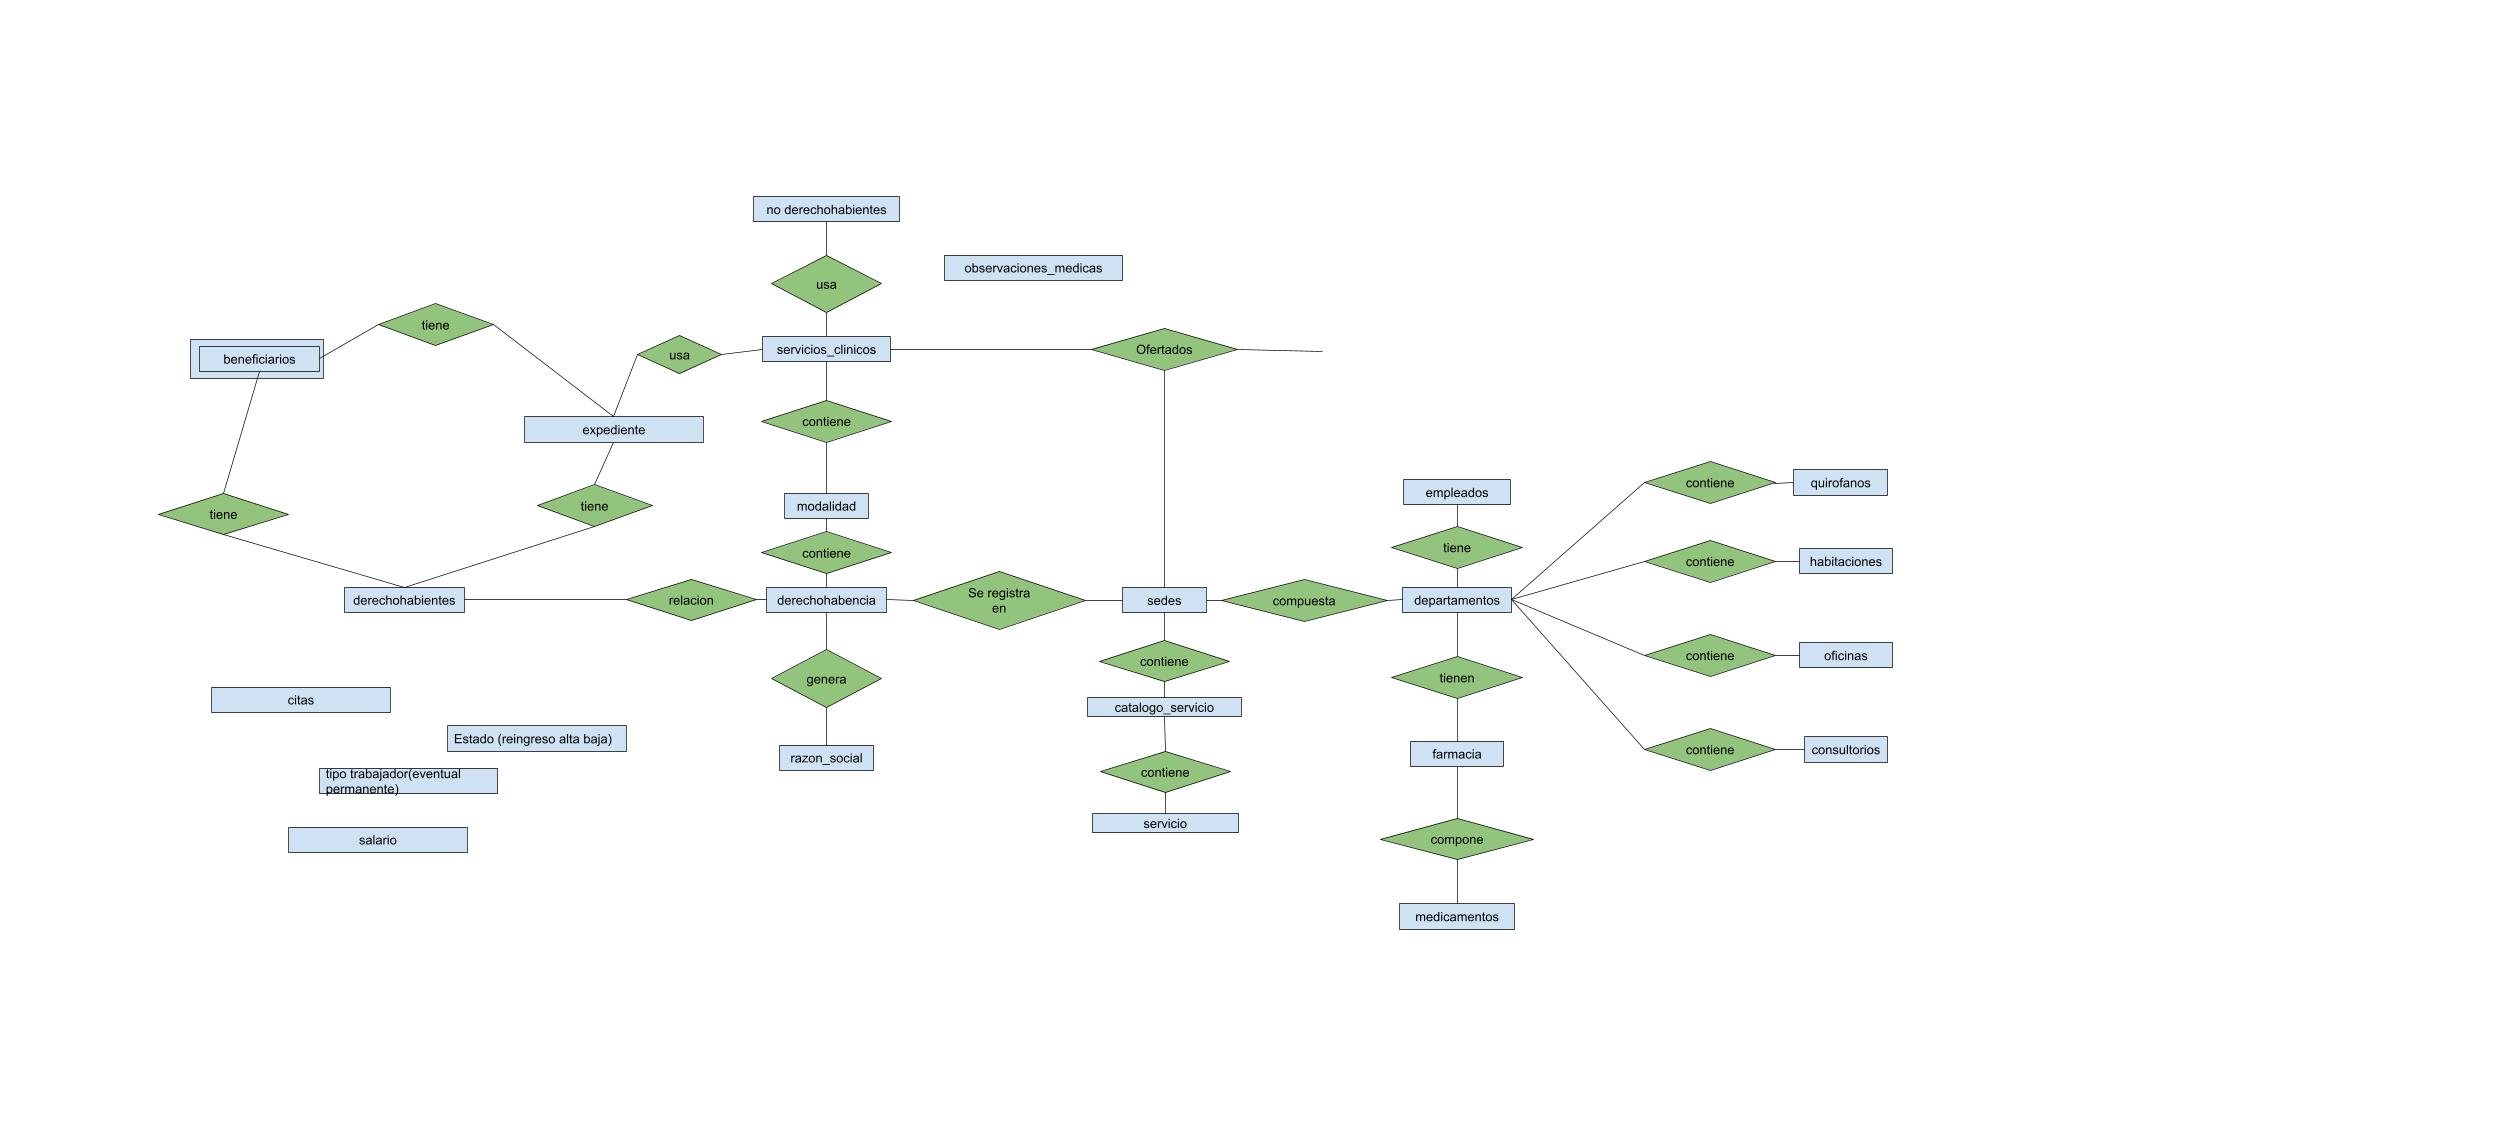 no derechohabientes
observaciones_medicas
usa
tiene
Ofertados
servicios_clinicos
usa
beneficiarios
contiene
expediente
contiene
quirofanos
empleados
modalidad
tiene
tiene
tiene
contiene
contiene
habitaciones
derechohabientes
relacion
derechohabencia
Se registra
en
sedes
compuesta
departamentos
contiene
oficinas
contiene
genera
tienen
citas
catalogo_servicio
Estado (reingreso alta baja)
contiene
consultorios
farmacia
razon_social
tipo trabajador(eventual
permanente)
contiene
servicio
salario
compone
medicamentos